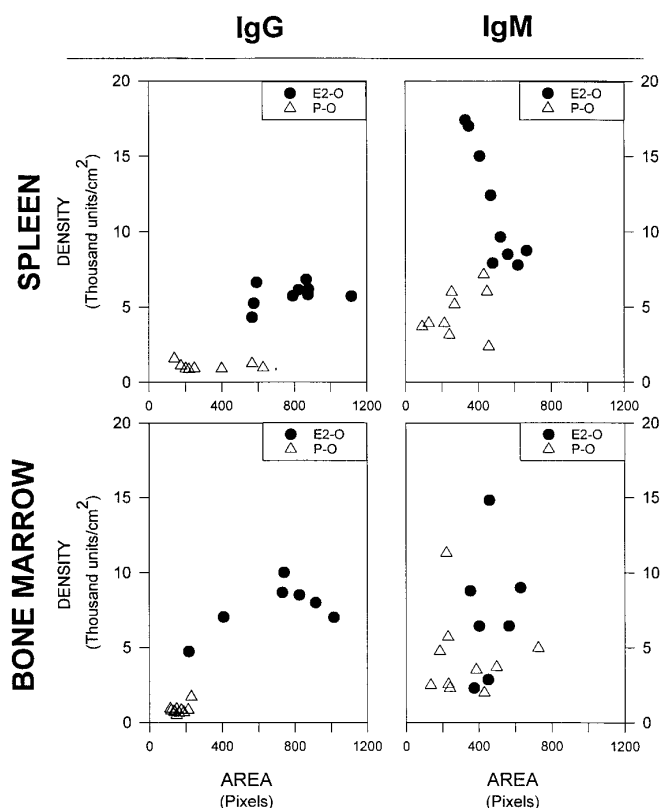 IgG IgM
SPLEEN
DENSITY
(Thousand units/cm²)
20
15
10
5
0
E2-O
P-O
0 400 800 1200
E2-O
P-O
20
15
10
5
0
0 400 800 1200
BONE MARROW
DENSITY
(Thousand units/cm²)
20
15
10
5
0
E2-O
P-O
0 400 800 1200
AREA
(Pixels)
E2-O
P-O
20
15
10
5
0
0 400 800 1200
AREA
(Pixels)